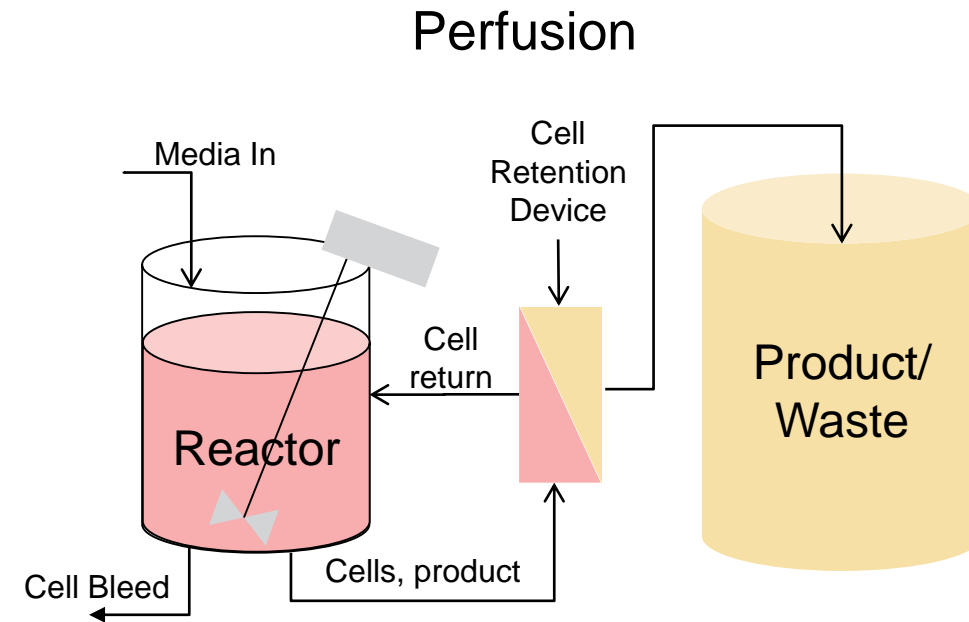 Perfusion
Media In
Cell
Retention
Device
Cell
return
Reactor
Product/
Waste
Cells, product
Cell Bleed